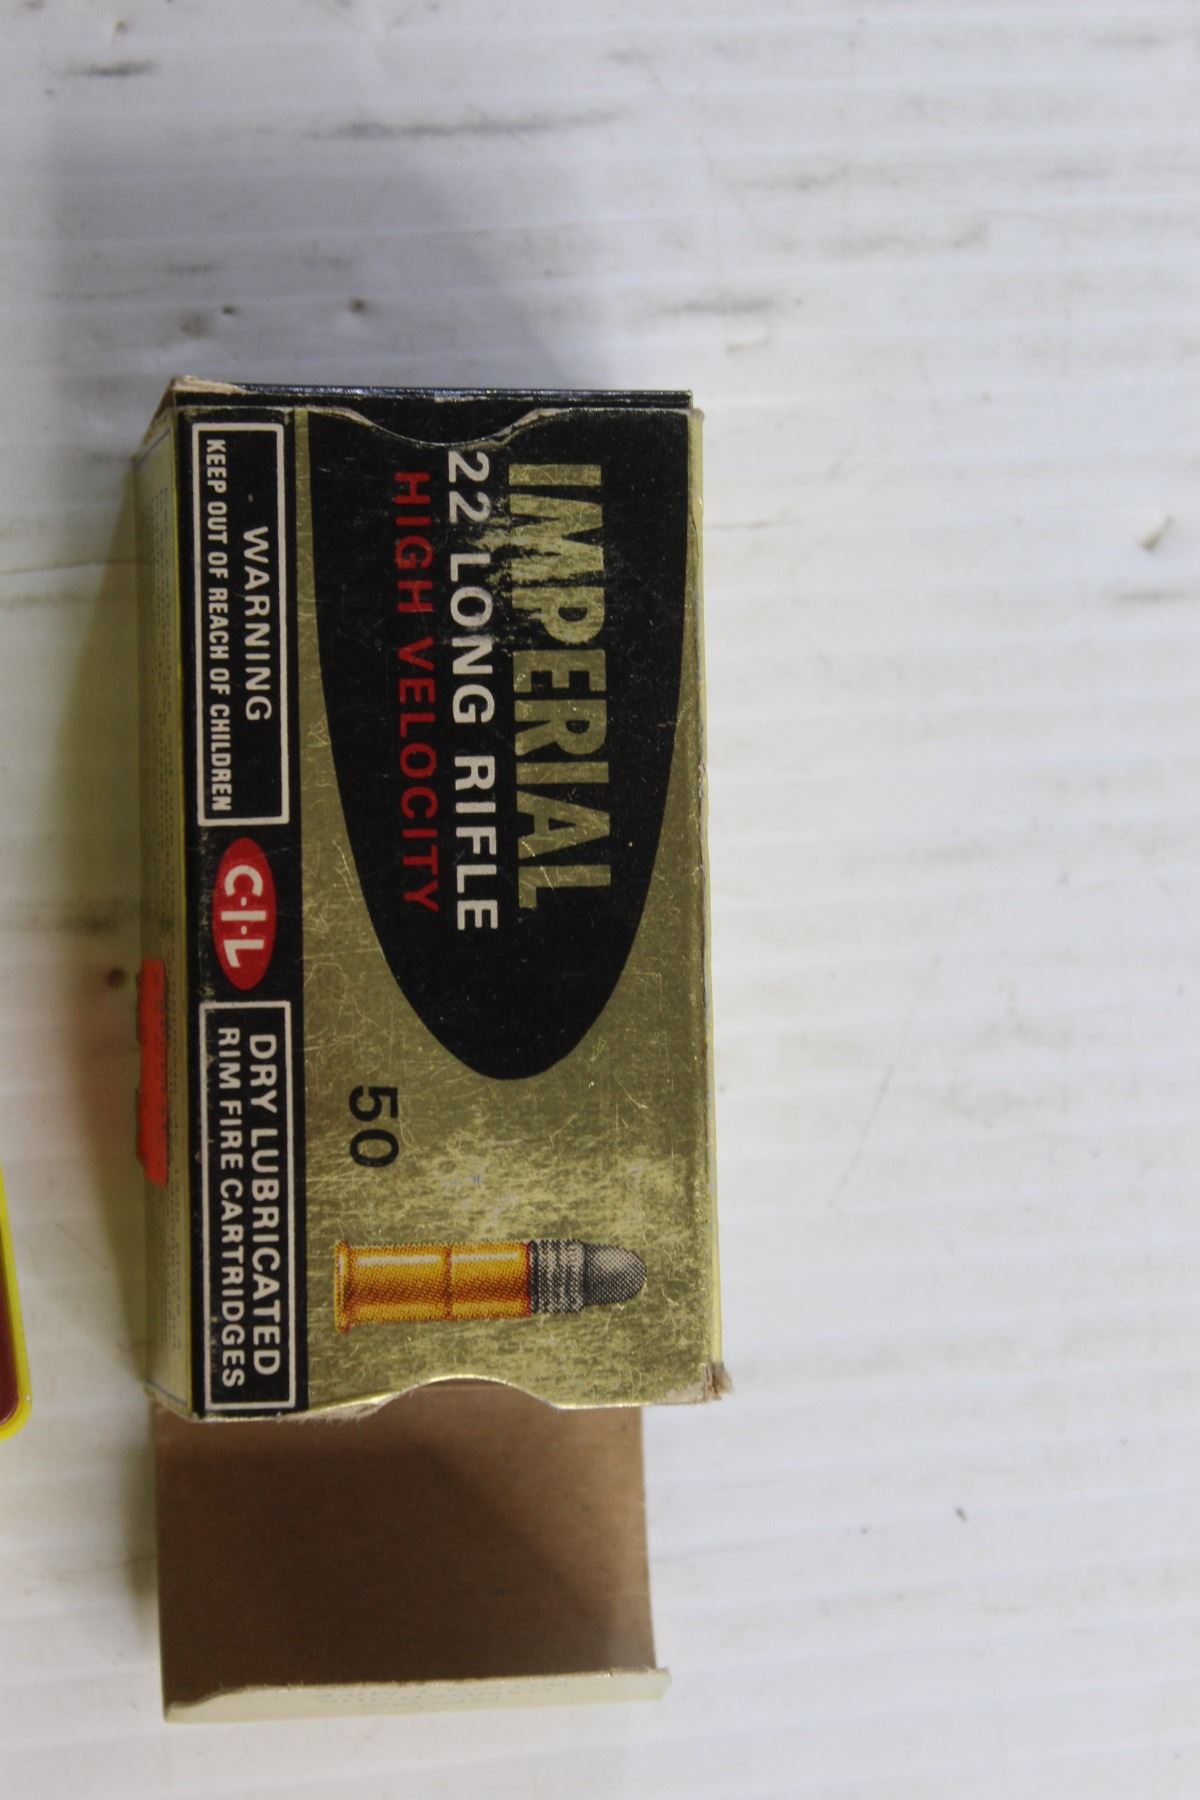 IMPERIAL
22 LONG RIFLE
HIGH VELOCITY
50
WARNING
KEEP OUT OF REACH OF CHILDREN
C·I·L
DRY LUBRICATED
RIM FIRE CARTRIDGES